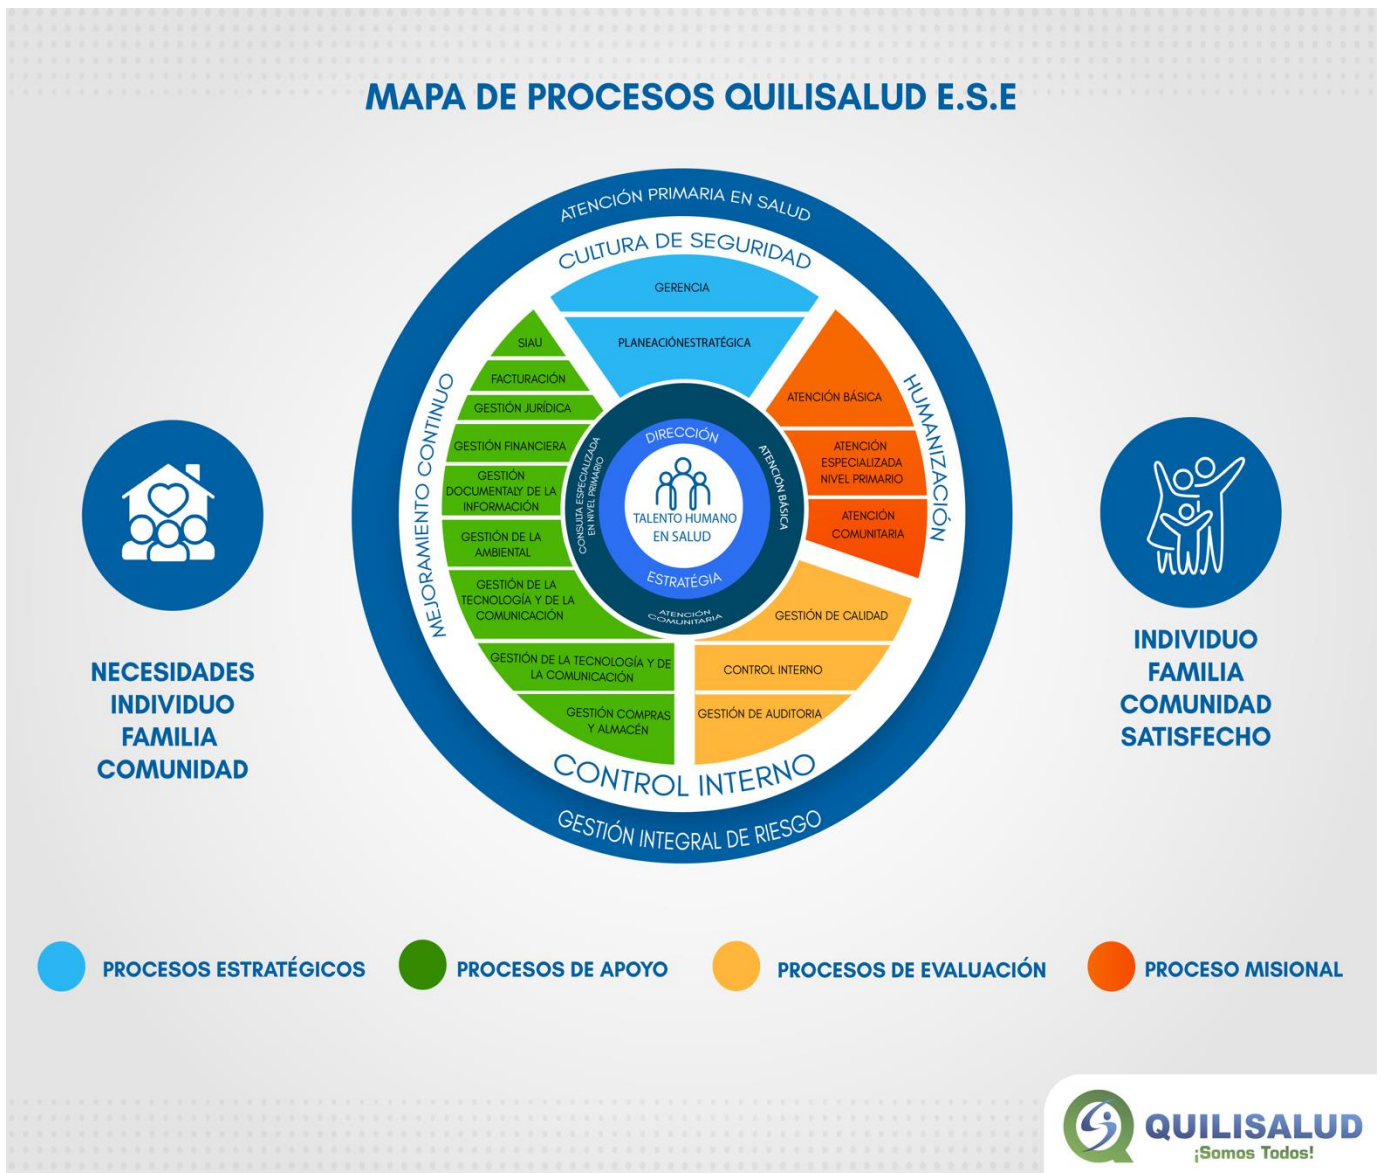 MAPA DE PROCESOS QUILISALUD E.S.E
ATENCIÓN PRIMARIA EN SALUD
CULTURA DE SEGURIDAD
GERENCIA
PLANEACIÓNESTRATÉGICA
MEJORAMIENTO CONTINUO
SIAU
FACTURACIÓN
GESTIÓN JURÍDICA
GESTIÓN FINANCIERA
GESTIÓN
DOCUMENTALY DE LA
INFORMACIÓN
GESTIÓN DE LA
AMBIENTAL
GESTIÓN DE LA
TECNOLOGÍA Y DE LA
COMUNICACIÓN
GESTIÓN DE LA TECNOLOGÍA Y DE
LA COMUNICACIÓN
GESTIÓN COMPRAS
Y ALMACÉN
CONSULTA ESPECIALIZADA
EN NIVEL PRIMARIO
DIRECCIÓN
TALENTO HUMANO
EN SALUD
ESTRATÉGIA
ATENCIÓN BÁSICA
ATENCIÓN
COMUNITARIA
HUMANIZACIÓN
ATENCIÓN BÁSICA
ATENCIÓN
ESPECIALIZADA
NIVEL PRIMARIO
ATENCIÓN
COMUNITARIA
GESTIÓN DE CALIDAD
CONTROL INTERNO
GESTIÓN DE AUDITORIA
CONTROL INTERNO
GESTIÓN INTEGRAL DE RIESGO
NECESIDADES
INDIVIDUO
FAMILIA
COMUNIDAD
INDIVIDUO
FAMILIA
COMUNIDAD
SATISFECHO
PROCESOS ESTRATÉGICOS
PROCESOS DE APOYO
PROCESOS DE EVALUACIÓN
PROCESO MISIONAL
QUILISALUD
¡Somos Todos!